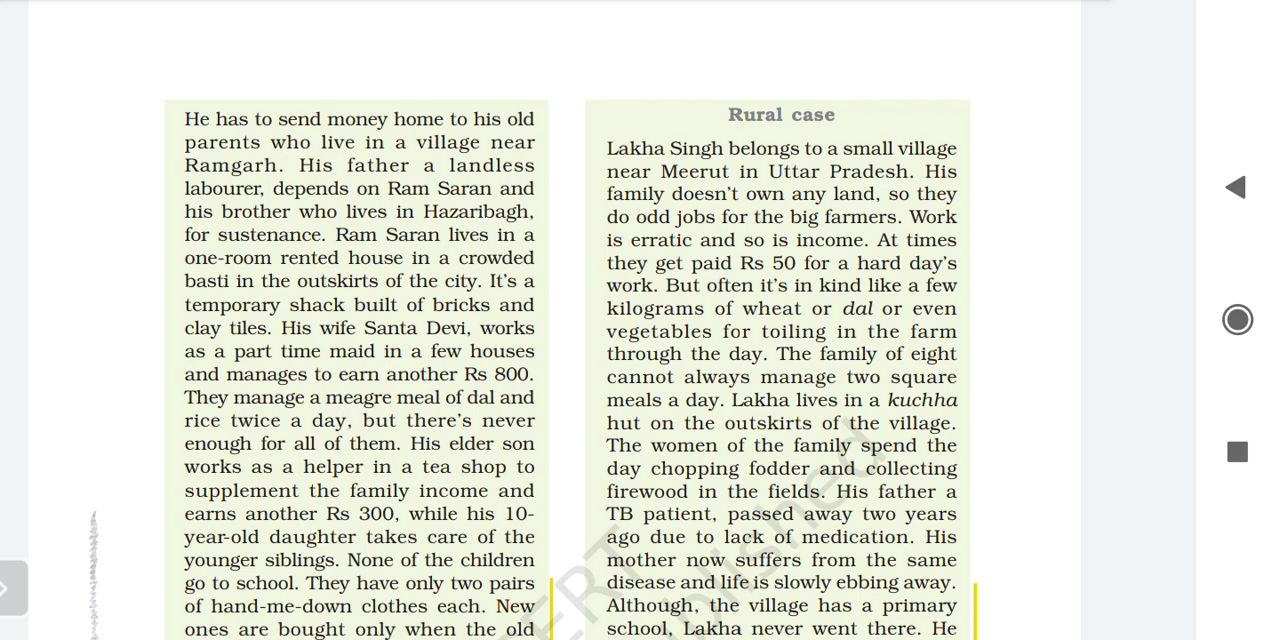 He has to send money home to his old
parents who live in a village near
Ramgarh. His father a landless
labourer, depends on Ram Saran and
his brother who lives in Hazaribagh,
for sustenance. Ram Saran lives in a
one-room rented house in a crowded
basti in the outskirts of the city. It's a
temporary shack built of bricks and
clay tiles. His wife Santa Devi, works
as a part time maid in a few houses
and manages to earn another Rs 800.
They manage a meagre meal of dal and
rice twice a day, but there's never
enough for all of them. His elder son
works as a helper in a tea shop to
supplement the family income and
earns another Rs 300, while his 10-
year-old daughter takes care of the
younger siblings. None of the children
go to school. They have only two pairs
of hand-me-down clothes each. New
ones are bought only when the old
Rural case
Lakha Singh belongs to a small village
near Meerut in Uttar Pradesh. His
family doesn't own any land, so they
do odd jobs for the big farmers. Work
is erratic and so is income. At times
they get paid Rs 50 for a hard day's
work. But often it's in kind like a few
kilograms of wheat or dal or even
vegetables for toiling in the farm
through the day. The family of eight
cannot always manage two square
meals a day. Lakha lives in a kuchha
hut on the outskirts of the village.
The women of the family spend the
day chopping fodder and collecting
firewood in the fields. His father a
TB patient, passed away two years
ago due to lack of medication. His
mother now suffers from the same
disease and life is slowly ebbing away.
Although, the village has a primary
school, Lakha never went there. He